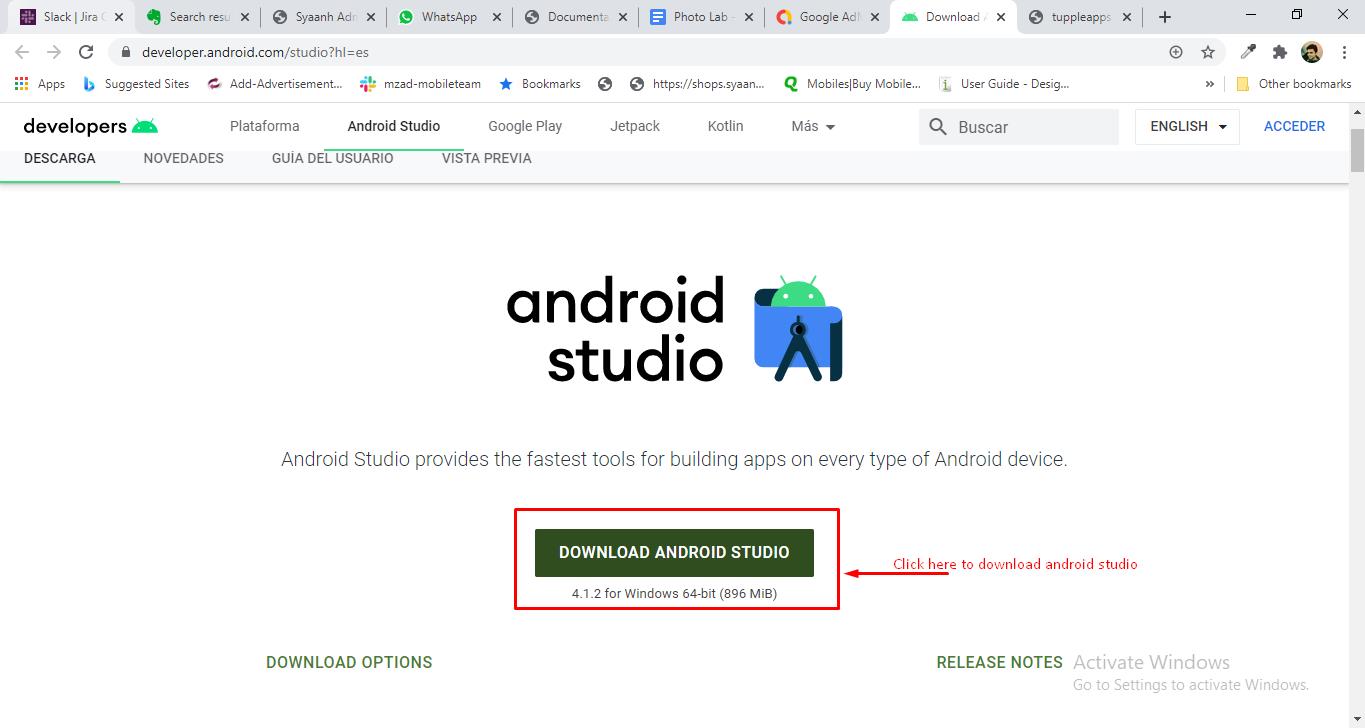 Slack | Jira C
Search resu
Syaanh Adm
WhatsApp
Documenta
Photo Lab -
Google AdM
Download A
tuppleapps
developer.android.com/studio?hl=es
Apps
Suggested Sites
Add-Advertisement...
mzad-mobileteam
Bookmarks
https://shops.syaan...
Mobiles|Buy Mobile...
User Guide - Desig...
»
Other bookmarks
developers
Plataforma
Android Studio
Google Play
Jetpack
Kotlin
Más
Buscar
ENGLISH
ACCEDER
DESCARGA
NOVEDADES
GUÍA DEL USUARIO
VISTA PREVIA
android
studio
Android Studio provides the fastest tools for building apps on every type of Android device.
DOWNLOAD ANDROID STUDIO
4.1.2 for Windows 64-bit (896 MiB)
Click here to download android studio
DOWNLOAD OPTIONS
RELEASE NOTES
Activate Windows
Go to Settings to activate Windows.